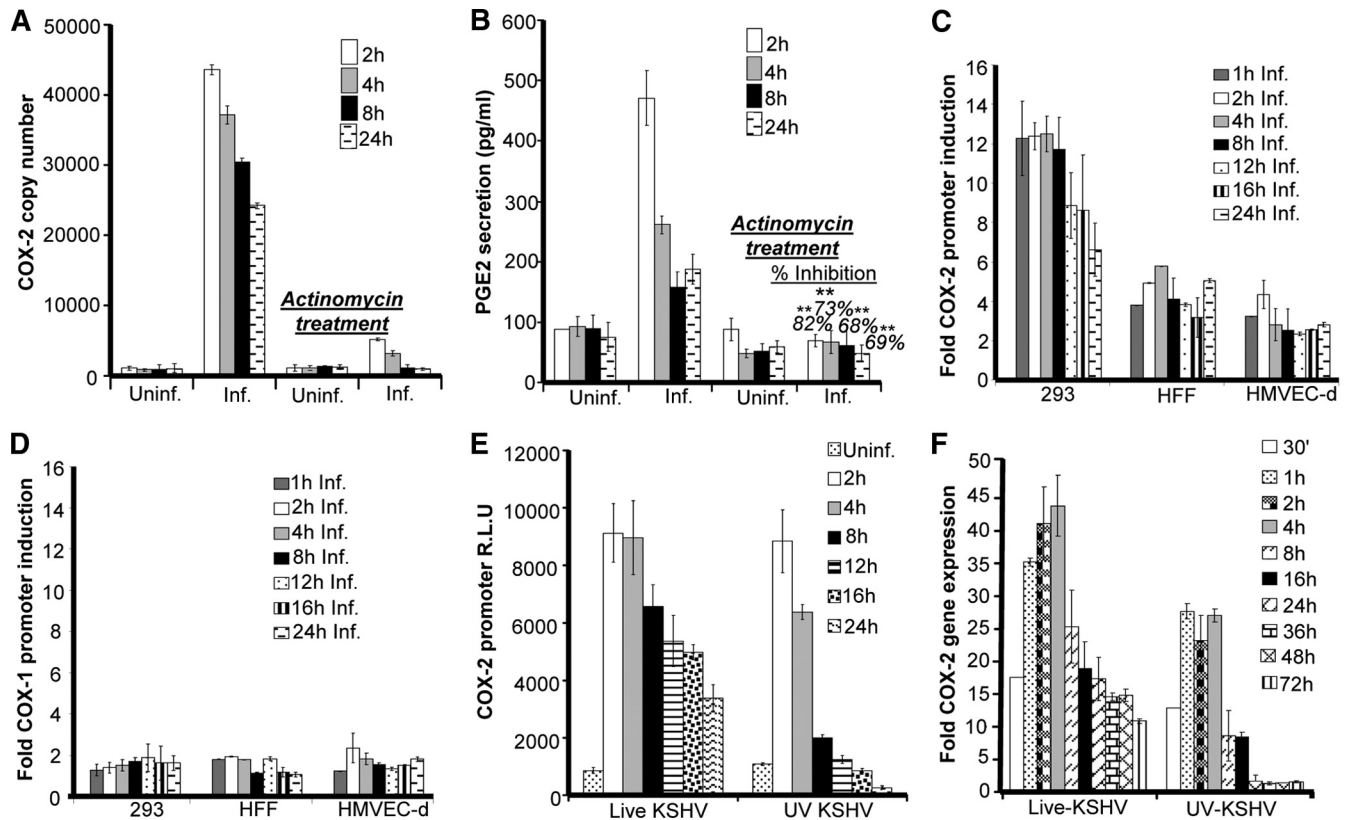 A
COX-2 copy number
50000
40000
30000
20000
10000
0
2h
4h
8h
24h
Actinomycin
treatment
Uninf.
Inf.
Uninf.
Inf.
B
PGE2 secretion (pg/ml)
600
500
400
300
200
100
0
2h
4h
8h
24h
Actinomycin
treatment
% Inhibition
**
**73%**
82% 68%**
69%
Uninf.
Inf.
Uninf.
Inf.
C
Fold COX-2 promoter induction
16
14
12
10
8
6
4
2
0
1h Inf.
2h Inf.
4h Inf.
8h Inf.
12h Inf.
16h Inf.
24h Inf.
293
HFF
HMVEC-d
D
Fold COX-1 promoter induction
16
14
12
10
8
6
4
2
0
1h Inf.
2h Inf.
4h Inf.
8h Inf.
12h Inf.
16h Inf.
24h Inf.
293
HFF
HMVEC-d
E
COX-2 promoter R.L.U
12000
10000
8000
6000
4000
2000
0
Uninf.
2h
4h
8h
12h
16h
24h
Live KSHV
UV KSHV
F
Fold COX-2 gene expression
50
45
40
35
30
25
20
15
10
5
0
30'
1h
2h
4h
8h
16h
24h
36h
48h
72h
Live-KSHV
UV-KSHV